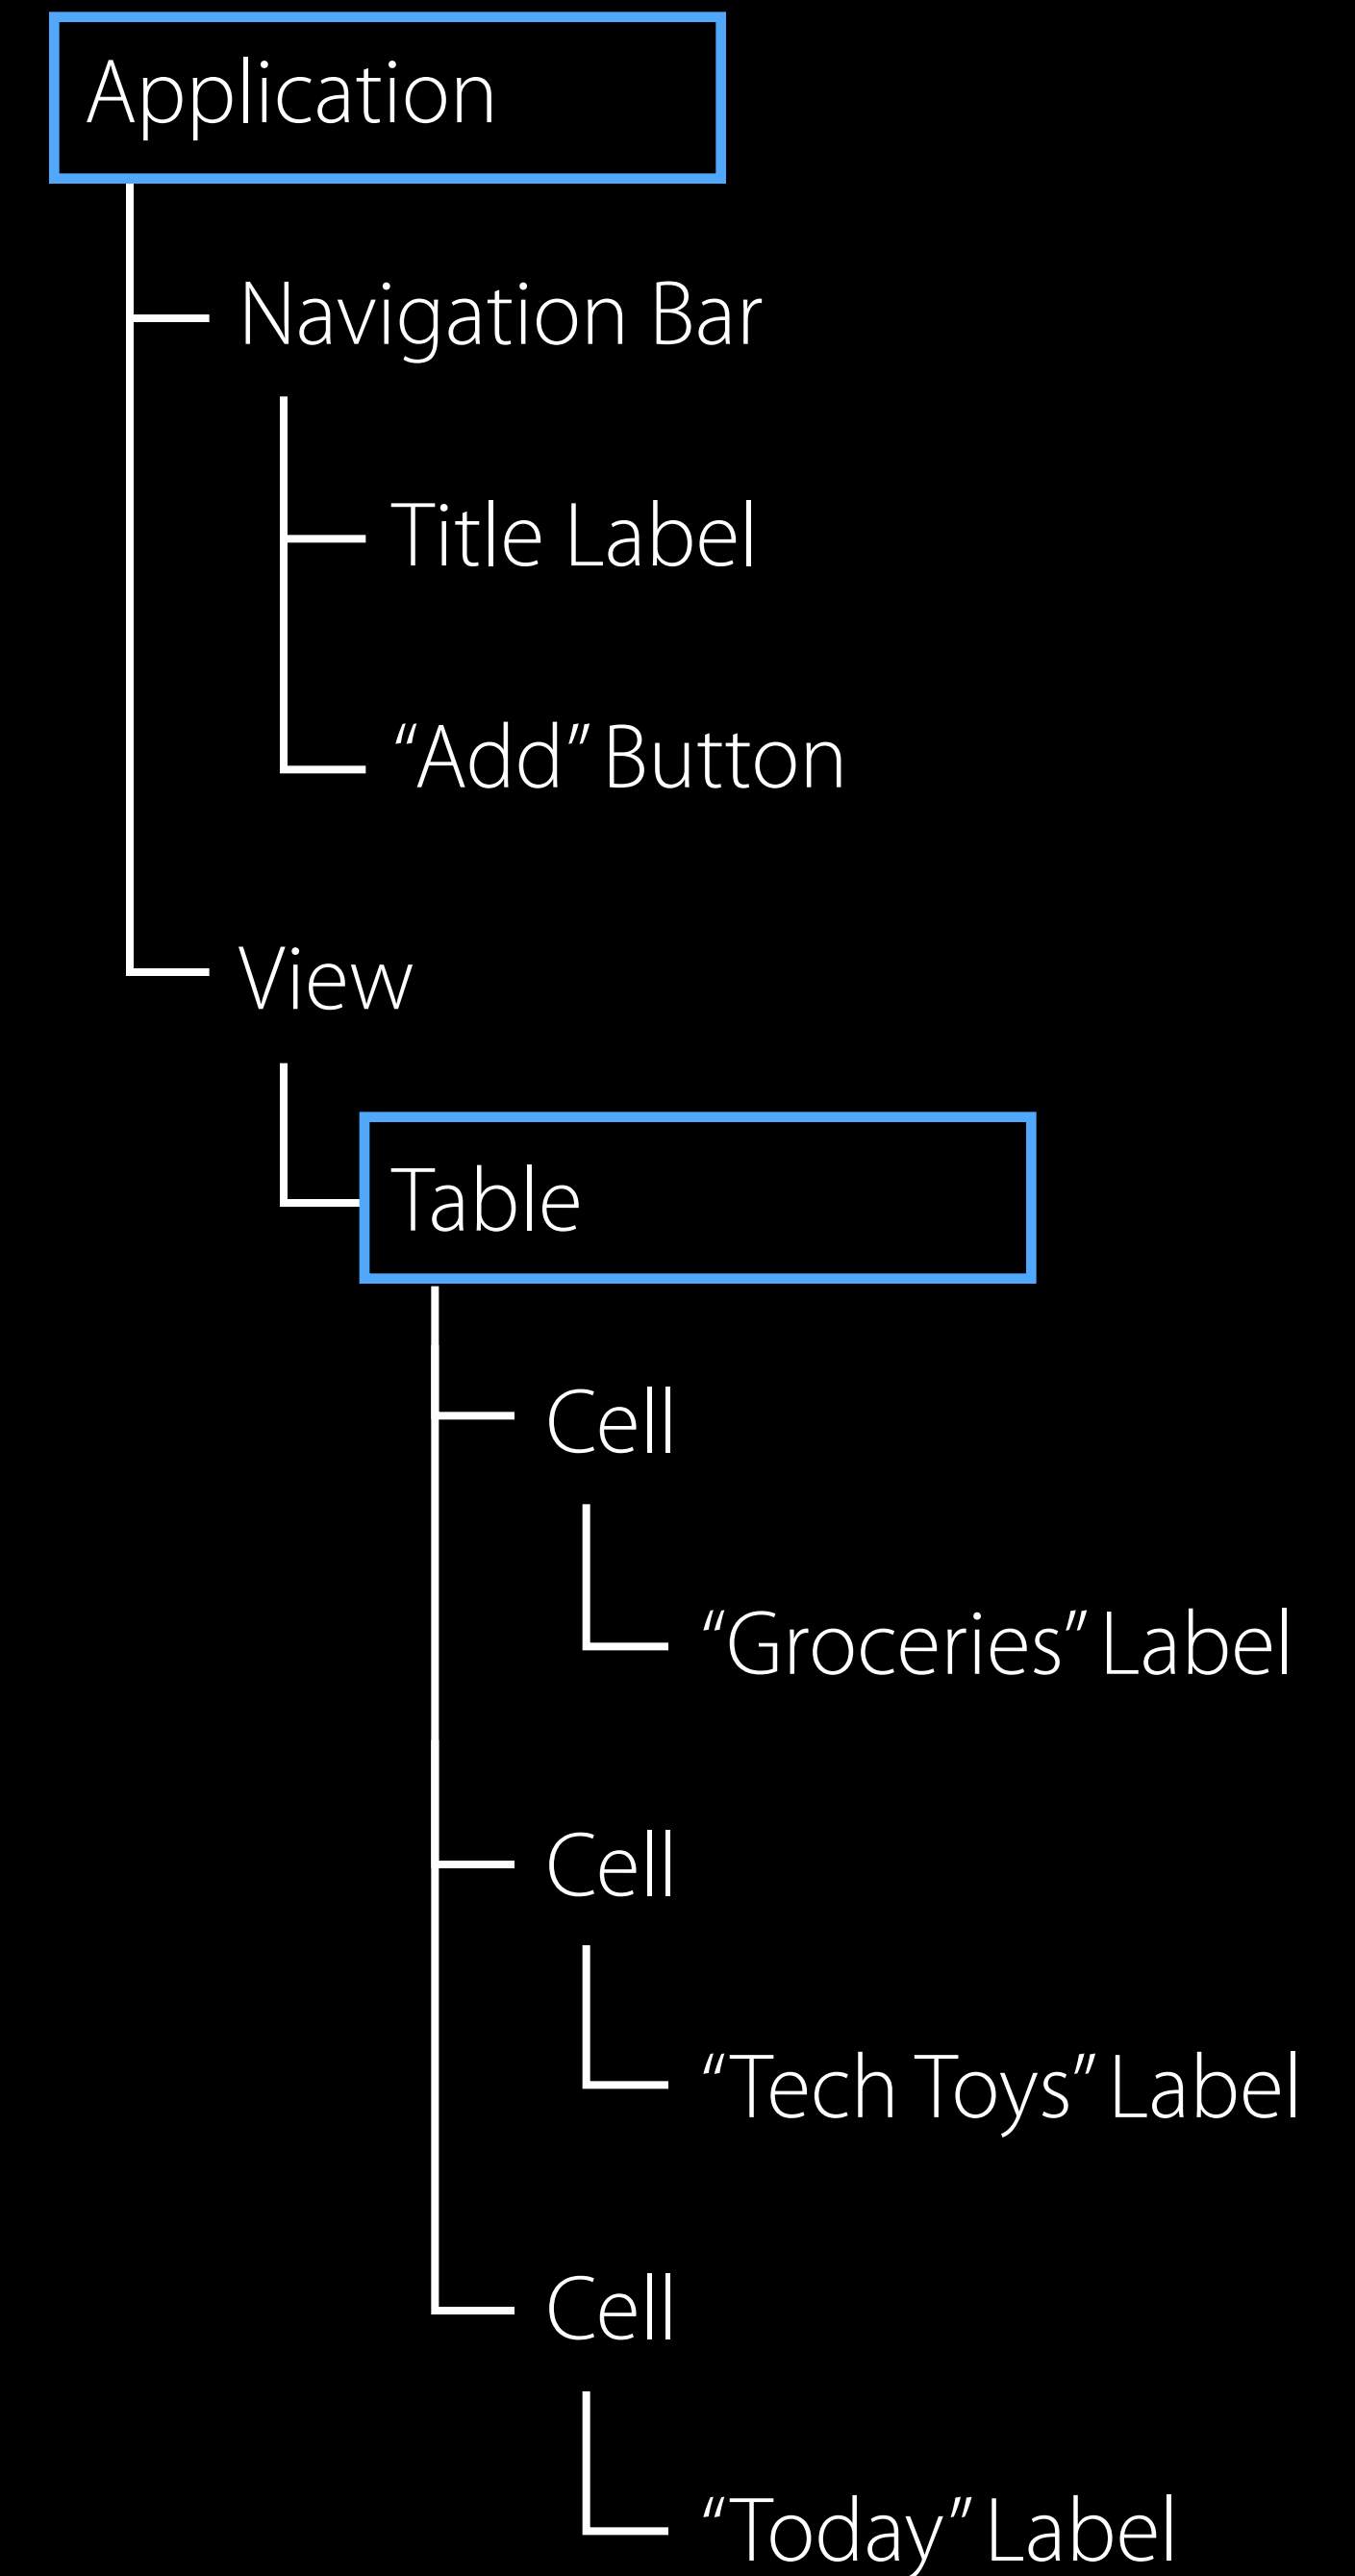 Application
Navigation Bar
Title Label
“Add” Button
View
Table
Cell
“Groceries” Label
Cell
“Tech Toys” Label
Cell
“Today” Label